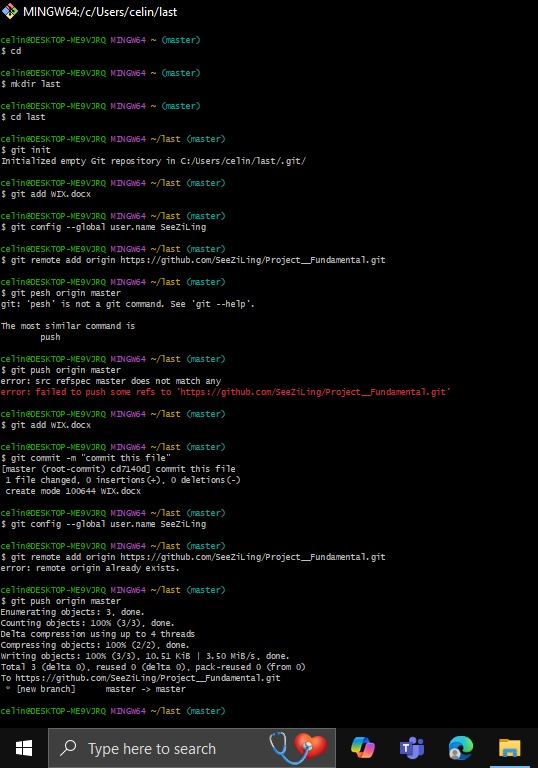 MINGW64:/c/Users/celin/last
celin@DESKTOP-ME9VJRQ MINGW64 ~ (master)
$ cd
celin@DESKTOP-ME9VJRQ MINGW64 ~ (master)
$ mkdir last
celin@DESKTOP-ME9VJRQ MINGW64 ~ (master)
$ cd last
celin@DESKTOP-ME9VJRQ MINGW64 ~/last (master)
$ git init
Initialized empty Git repository in C:/Users/celin/last/.git/
celin@DESKTOP-ME9VJRQ MINGW64 ~/last (master)
$ git add WIX.docx
celin@DESKTOP-ME9VJRQ MINGW64 ~/last (master)
$ git config --global user.name SeeZiLing
celin@DESKTOP-ME9VJRQ MINGW64 ~/last (master)
$ git remote add origin https://github.com/SeeZiLing/Project__Fundamental.git
celin@DESKTOP-ME9VJRQ MINGW64 ~/last (master)
$ git pesh origin master
git: 'pesh' is not a git command. See 'git --help'.
The most similar command is
push
celin@DESKTOP-ME9VJRQ MINGW64 ~/last (master)
$ git push origin master
error: src refspec master does not match any
error: failed to push some refs to 'https://github.com/SeeZiLing/Project__Fundamental.git'
celin@DESKTOP-ME9VJRQ MINGW64 ~/last (master)
$ git add WIX.docx
celin@DESKTOP-ME9VJRQ MINGW64 ~/last (master)
$ git commit -m "commit this file"
[master (root-commit) cd7140d] commit this file
1 file changed, 0 insertions(+), 0 deletions(-)
create mode 100644 WIX.docx
celin@DESKTOP-ME9VJRQ MINGW64 ~/last (master)
$ git config --global user.name SeeZiLing
celin@DESKTOP-ME9VJRQ MINGW64 ~/last (master)
$ git remote add origin https://github.com/SeeZiLing/Project__Fundamental.git
error: remote origin already exists.
celin@DESKTOP-ME9VJRQ MINGW64 ~/last (master)
$ git push origin master
Enumerating objects: 3, done.
Counting objects: 100% (3/3), done.
Delta compression using up to 4 threads
Compressing objects: 100% (2/2), done.
Writing objects: 100% (3/3), 10.51 KiB | 3.50 MiB/s, done.
Total 3 (delta 0), reused 0 (delta 0), pack-reused 0 (from 0)
To https://github.com/SeeZiLing/Project__Fundamental.git
* [new branch] master -> master
celin@DESKTOP-ME9VJRQ MINGW64 ~/last (master)
Type here to search